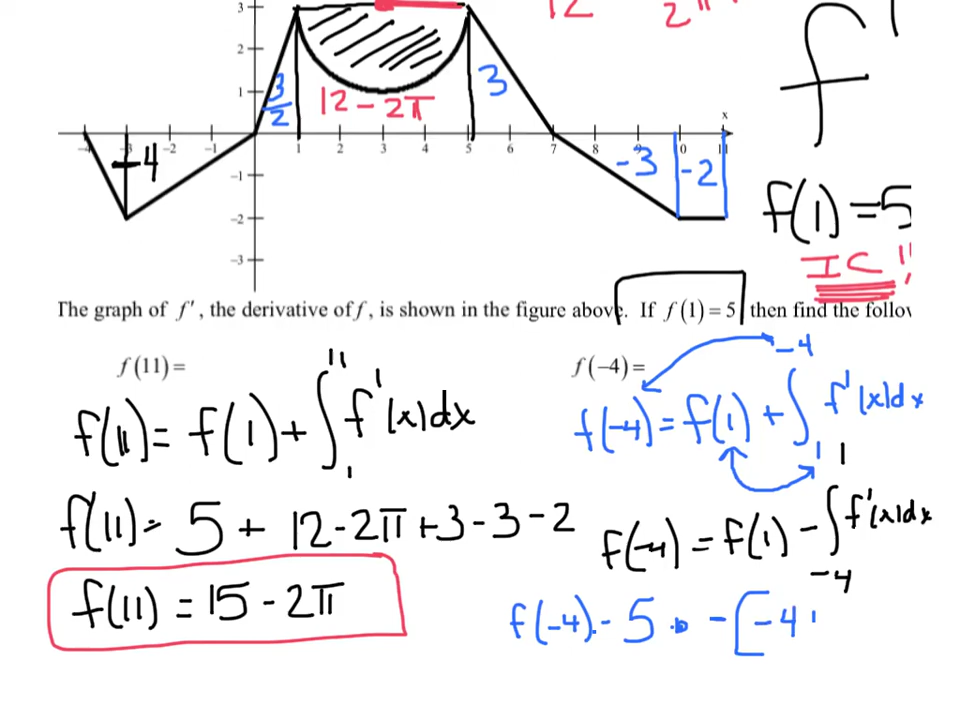 12 2π
3
2
1
-1
-2
-3
-4 -3 -2 -1 1 2 3 4 5 6 7 8 9 10 11
x
-4
3/2
12 - 2π
3
-3
-2
f'
f(1) = 5
IC!!
The graph of f', the derivative of f, is shown in the figure above. If f(1) = 5 then find the
f(11) =
f(11) = f(1) + ∫₁¹¹ f'(x)dx
f(11) = 5 + 12 - 2π + 3 - 3 - 2
f(11) = 15 - 2π
f(-4) =
f(-4) = f(1) + ∫₁⁻⁴ f'(x)dx
f(-4) = f(1) - ∫₋₄¹ f'(x)dx
f(-4) = 5 - [-4